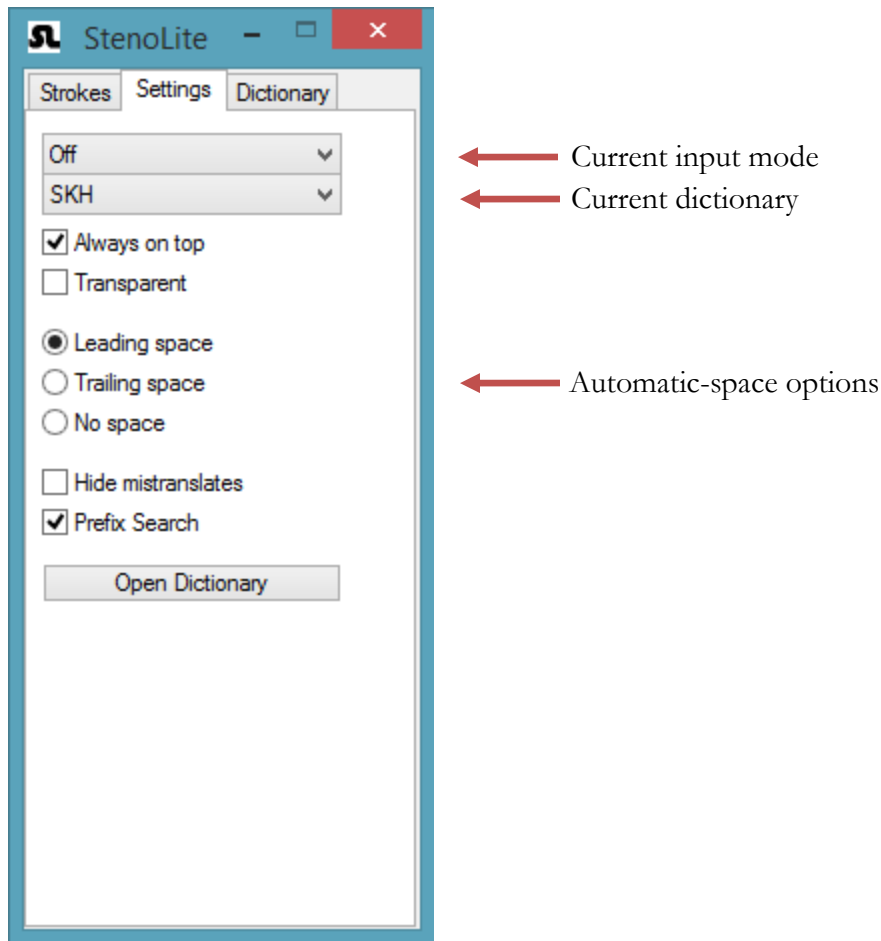 SL StenoLite
Strokes Settings Dictionary
Off
Current input mode
SKH
Current dictionary
Always on top
Transparent
Leading space
Trailing space
Automatic-space options
No space
Hide mistranslates
Prefix Search
Open Dictionary